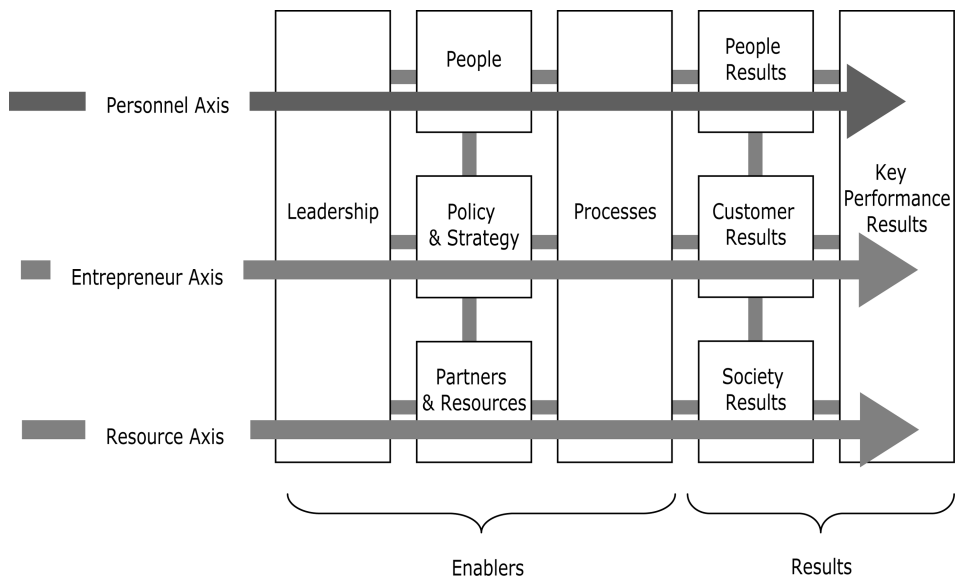 People
People
Results
Personnel Axis
Leadership
Policy
& Strategy
Processes
Customer
Results
Key
Performance
Results
Entrepreneur Axis
Partners
& Resources
Society
Results
Resource Axis
Enablers
Results